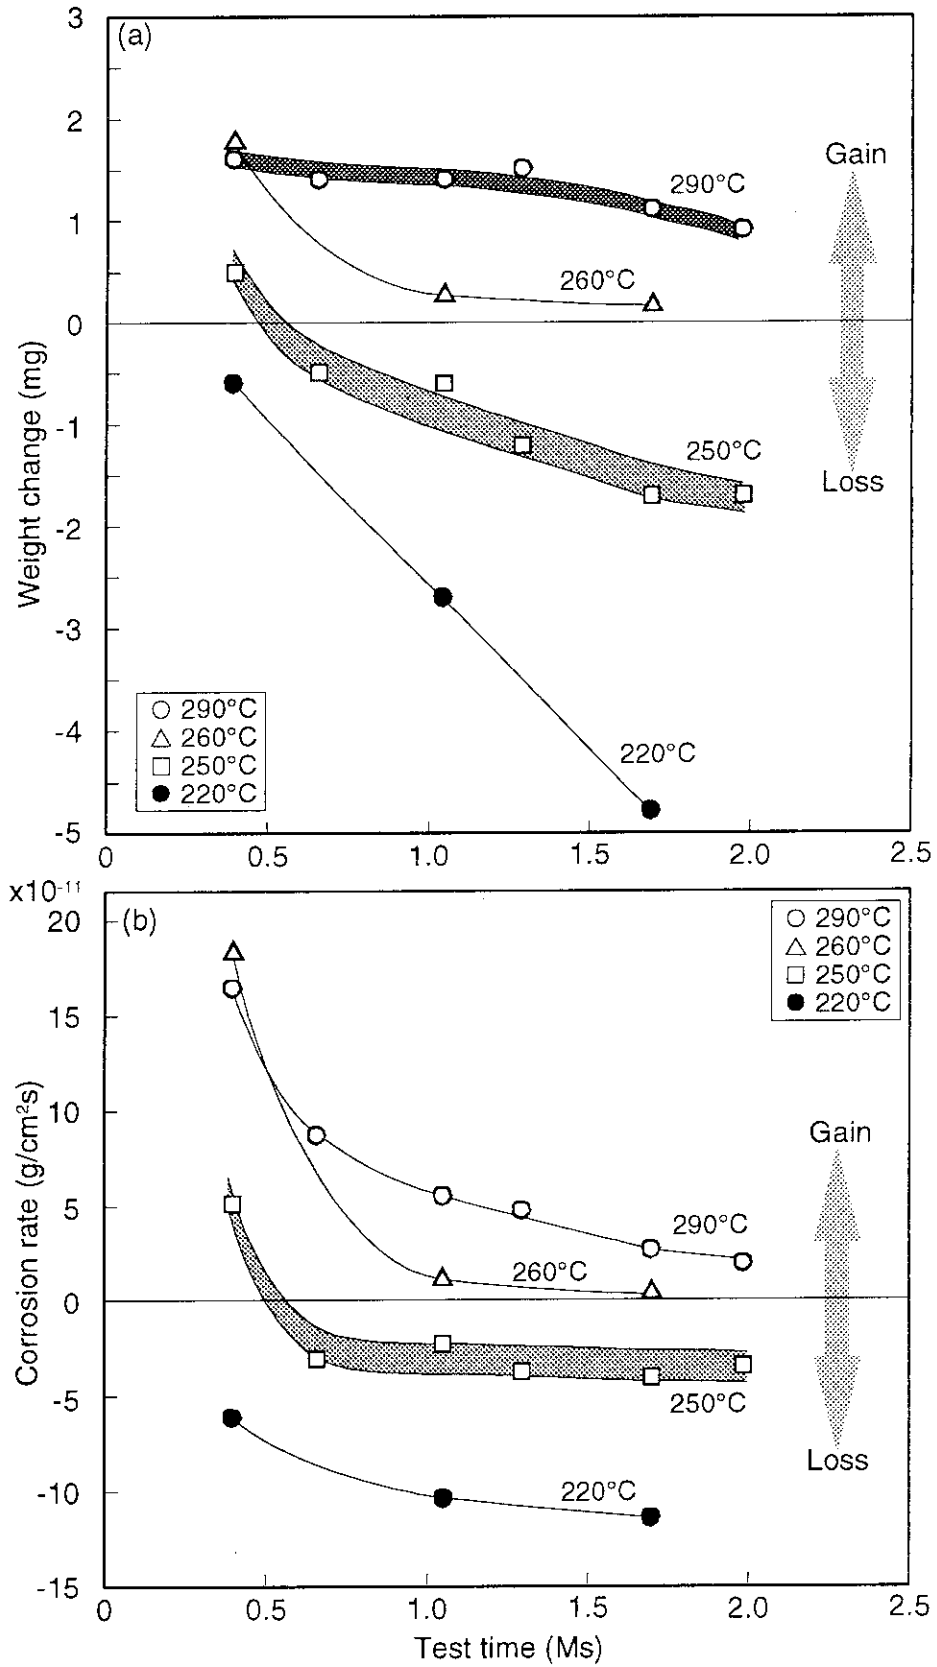 3
(a)
2
Gain
290°C
1
260°C
0
Weight change (mg)
-1
250°C
Loss
-2
-3
290°C
260°C
250°C
220°C
-4
220°C
-5
0 0.5 1.0 1.5 2.0 2.5
x10-11
20
(b)
290°C
260°C
250°C
220°C
15
10
Gain
Corrosion rate (g/cm2s)
5
290°C
260°C
0
-5
250°C
Loss
-10
220°C
-15
0 0.5 1.0 1.5 2.0 2.5
Test time (Ms)